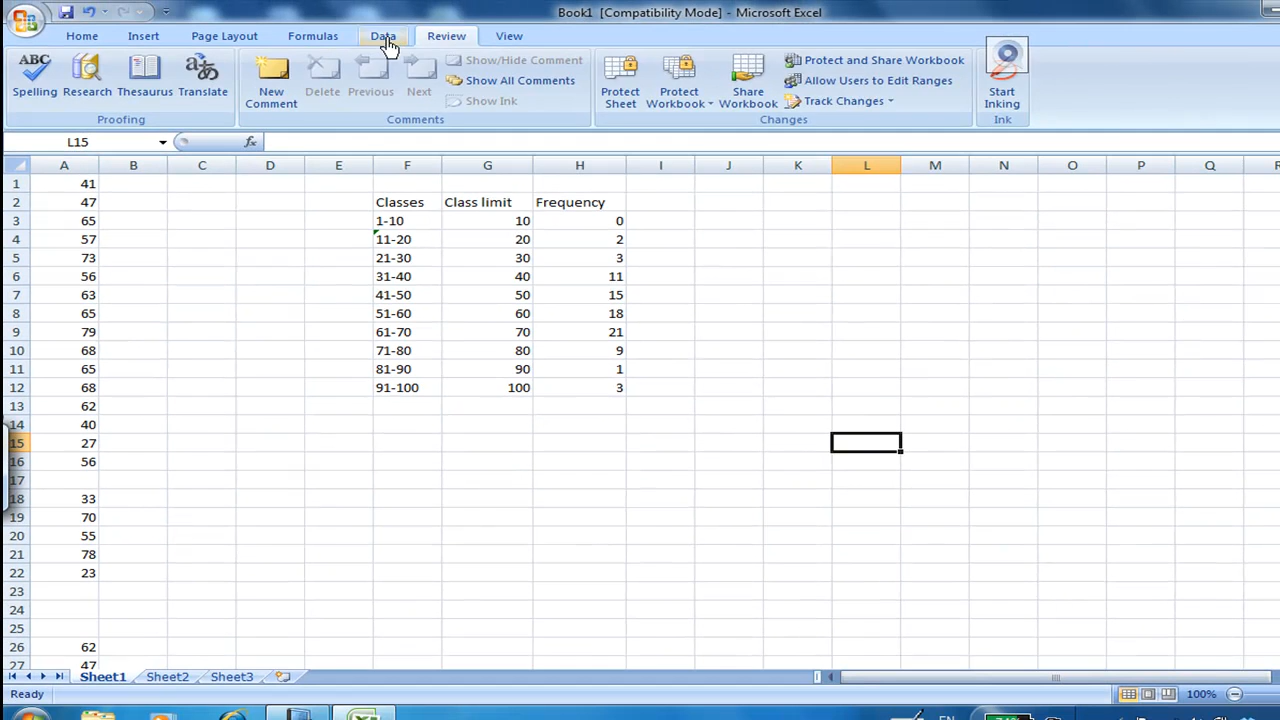 Book1 [Compatibility Mode] - Microsoft Excel
Home Insert Page Layout Formulas Data Review View
ABC
Spelling Research Thesaurus Translate
Proofing
New Comment Delete Previous Next
Show/Hide Comment
Show All Comments
Show Ink
Comments
Protect Sheet Protect Workbook Share Workbook
Protect and Share Workbook
Allow Users to Edit Ranges
Track Changes
Changes
Start Inking
Ink
L15 fx
A B C D E F G H I J K L M N O P Q R
1 41
2 47 Classes Class limit Frequency
3 65 1-10 10 0
4 57 11-20 20 2
5 73 21-30 30 3
6 56 31-40 40 11
7 63 41-50 50 15
8 65 51-60 60 18
9 79 61-70 70 21
10 68 71-80 80 9
11 65 81-90 90 1
12 68 91-100 100 3
13 62
14 40
15 27
16 56
17
18 33
19 70
20 55
21 78
22 23
23
24
25
26 62
27 47
Sheet1 Sheet2 Sheet3
Ready 100%
EN